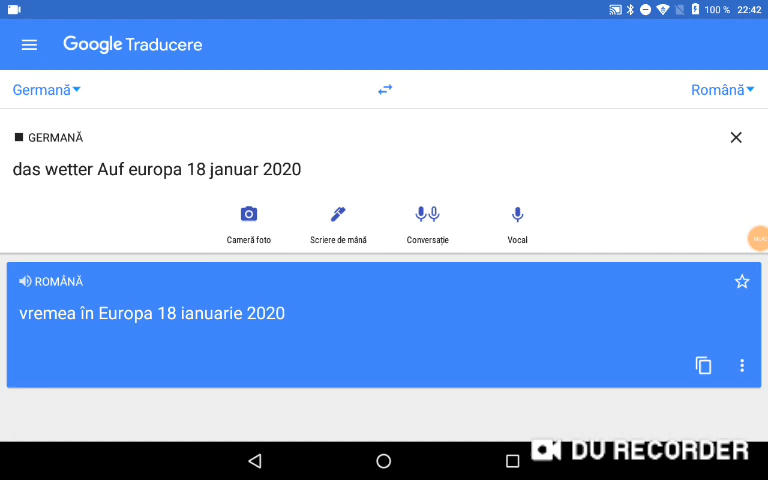 100 % 22:42
Google Traducere
Germană Română
GERMANĂ
das wetter Auf europa 18 januar 2020
Cameră foto Scriere de mână Conversație Vocal
ROMÂNĂ
vremea în Europa 18 ianuarie 2020
DU RECORDER